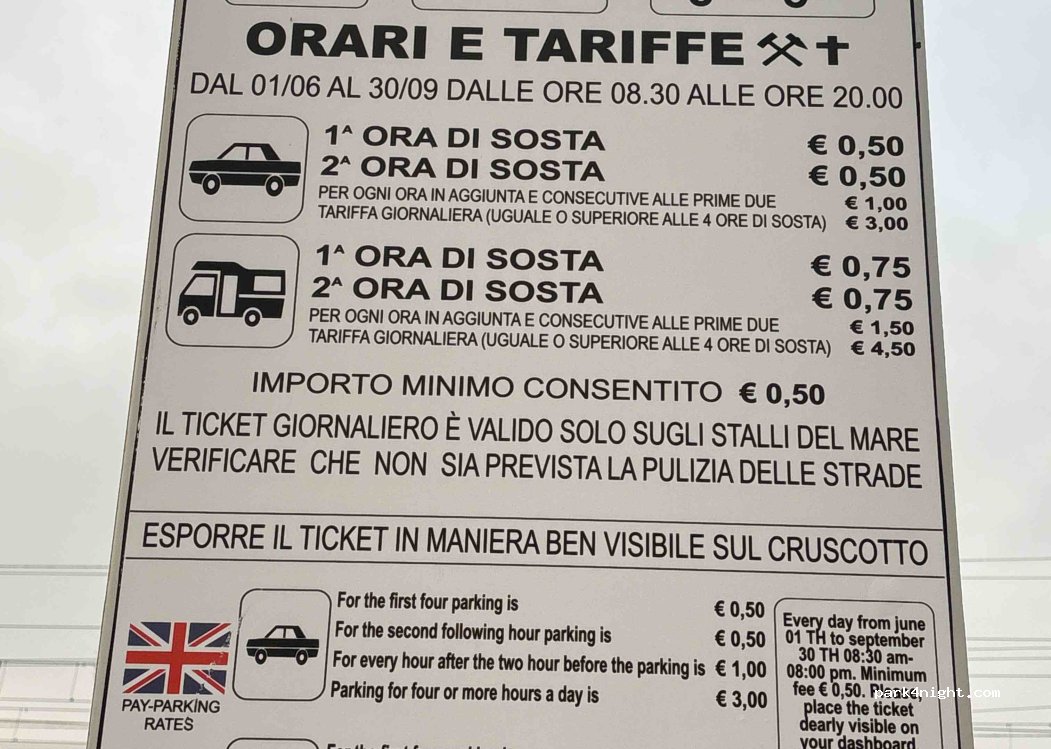 ORARI E TARIFFE
DAL 01/06 AL 30/09 DALLE ORE 08.30 ALLE ORE 20.00
1ᴬ ORA DI SOSTA € 0,50
2ᴬ ORA DI SOSTA € 0,50
PER OGNI ORA IN AGGIUNTA E CONSECUTIVE ALLE PRIME DUE € 1,00
TARIFFA GIORNALIERA (UGUALE O SUPERIORE ALLE 4 ORE DI SOSTA) € 3,00
1ᴬ ORA DI SOSTA € 0,75
2ᴬ ORA DI SOSTA € 0,75
PER OGNI ORA IN AGGIUNTA E CONSECUTIVE ALLE PRIME DUE € 1,50
TARIFFA GIORNALIERA (UGUALE O SUPERIORE ALLE 4 ORE DI SOSTA) € 4,50
IMPORTO MINIMO CONSENTITO € 0,50
IL TICKET GIORNALIERO È VALIDO SOLO SUGLI STALLI DEL MARE
VERIFICARE CHE NON SIA PREVISTA LA PULIZIA DELLE STRADE
ESPORRE IL TICKET IN MANIERA BEN VISIBILE SUL CRUSCOTTO
PAY-PARKING
RATES
For the first four parking is € 0,50
For the second following hour parking is € 0,50
For every hour after the two hour before the parking is € 1,00
Parking for four or more hours a day is € 3,00
Every day from june
01 TH to september
30 TH 08:30 am-
08:00 pm. Minimum
fee € 0,50.
place the ticket
dearly visible on
your dashboard
park4night.com